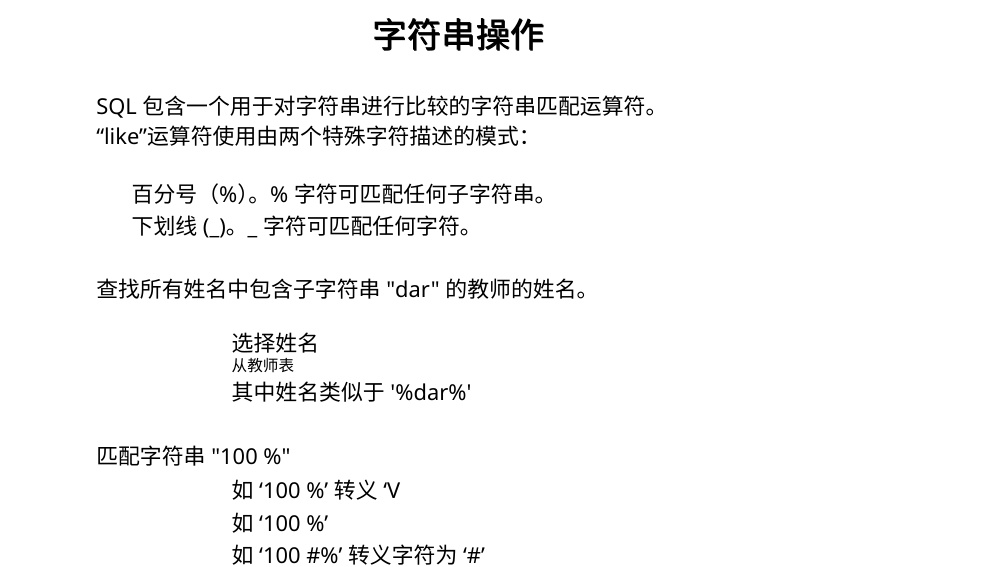 字符串操作
SQL 包含一个用于对字符串进行比较的字符串匹配运算符。
“like”运算符使用由两个特殊字符描述的模式：
百分号（%）。% 字符可匹配任何子字符串。
下划线 (_)。_ 字符可匹配任何字符。
查找所有姓名中包含子字符串 "dar" 的教师的姓名。
选择姓名
从教师表
其中姓名类似于 '%dar%'
匹配字符串 "100 %"
如 ‘100 %’ 转义 ‘V
如 ‘100 %’
如 ‘100 #%’ 转义字符为 ‘#’